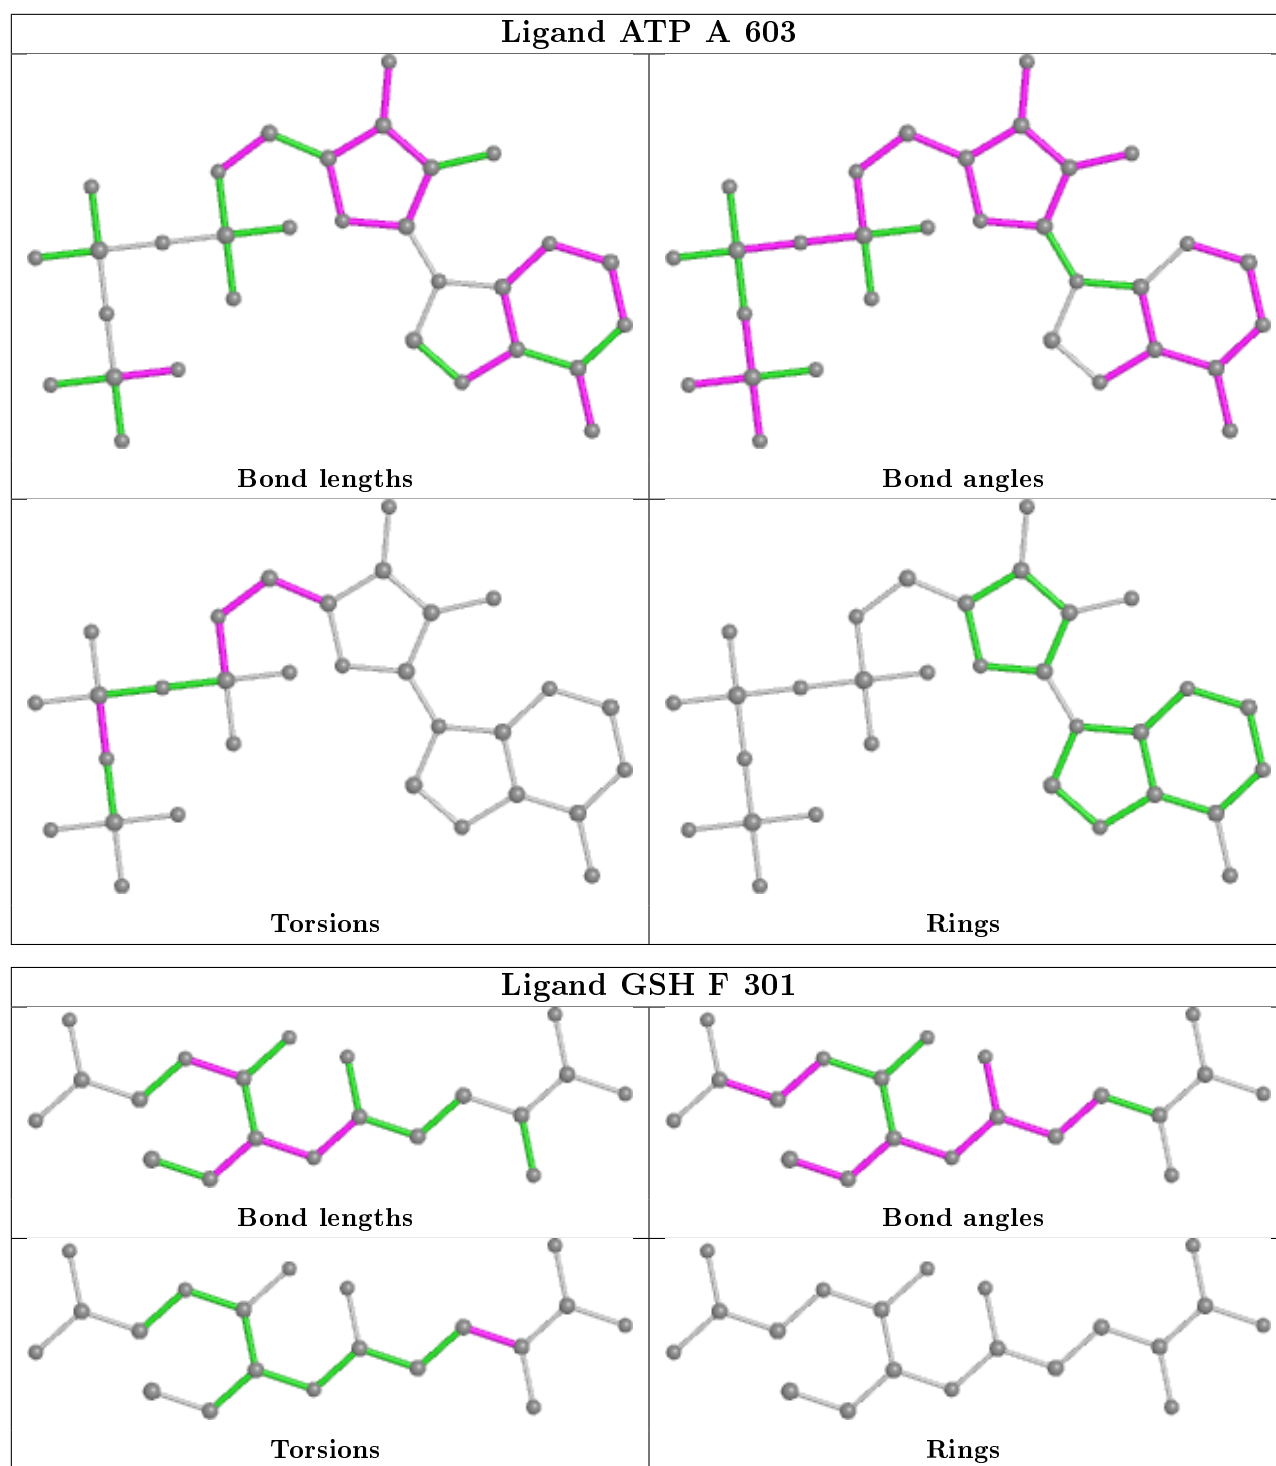 Ligand ATP A 603
Bond lengths
Bond angles
Torsions
Rings
Ligand GSH F 301
Bond lengths
Bond angles
Torsions
Rings